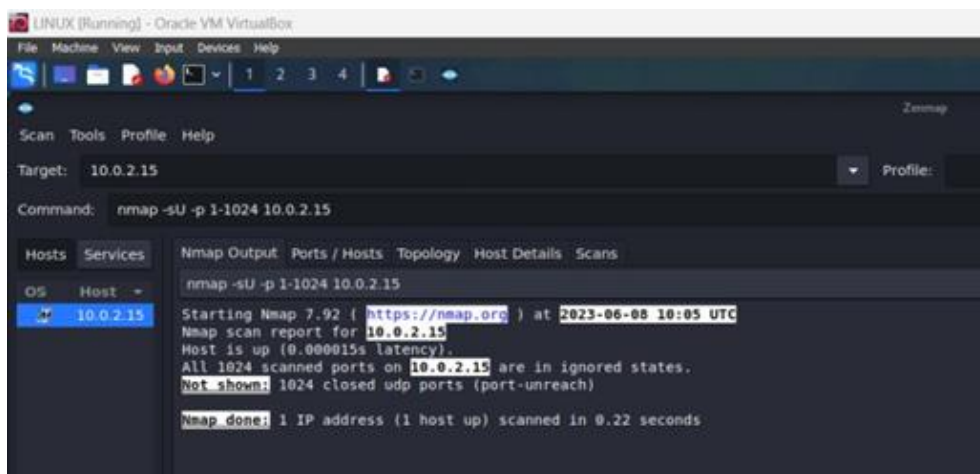 LINUX [Running] - Oracle VM VirtualBox
File Machine View Input Devices Help
1 2 3 4
Zenmap
Scan Tools Profile Help
Target: 10.0.2.15 Profile:
Command: nmap -sU -p 1-1024 10.0.2.15
Hosts Services Nmap Output Ports / Hosts Topology Host Details Scans
OS Host nmap -sU -p 1-1024 10.0.2.15
10.0.2.15 Starting Nmap 7.92 ( https://nmap.org ) at 2023-06-08 10:05 UTC
Nmap scan report for 10.0.2.15
Host is up (0.000015s latency).
All 1024 scanned ports on 10.0.2.15 are in ignored states.
Not shown: 1024 closed udp ports (port-unreach)
Nmap done: 1 IP address (1 host up) scanned in 0.22 seconds